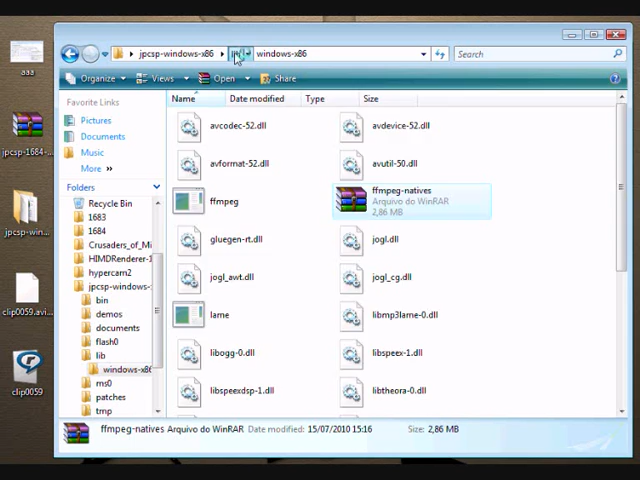 aaa
jpcsp-1684-...
jpcsp-win...
clip0059.avi...
clip0059
jpcsp-windows-x86
windows-x86
Search
Organize
Views
Open
Share
Favorite Links
Pictures
Documents
Music
More »
Folders
Recycle Bin
1683
1684
Crusaders_of_Mi
HIMDRenderer-1
hypercam2
jpcsp-windows-
bin
demos
documents
flash0
lib
windows-x86
ms0
patches
tmp
Name
Date modified
Type
Size
avcodec-52.dll
avdevice-52.dll
avformat-52.dll
avutil-50.dll
ffmpeg
ffmpeg-natives
Arquivo do WinRAR
2,86 MB
gluegen-rt.dll
jogl.dll
jogl_awt.dll
jogl_cg.dll
lame
libmp3lame-0.dll
libogg-0.dll
libspeex-1.dll
libspeexdsp-1.dll
libtheora-0.dll
ffmpeg-natives Arquivo do WinRAR
Date modified: 15/07/2010 15:16
Size: 2,86 MB